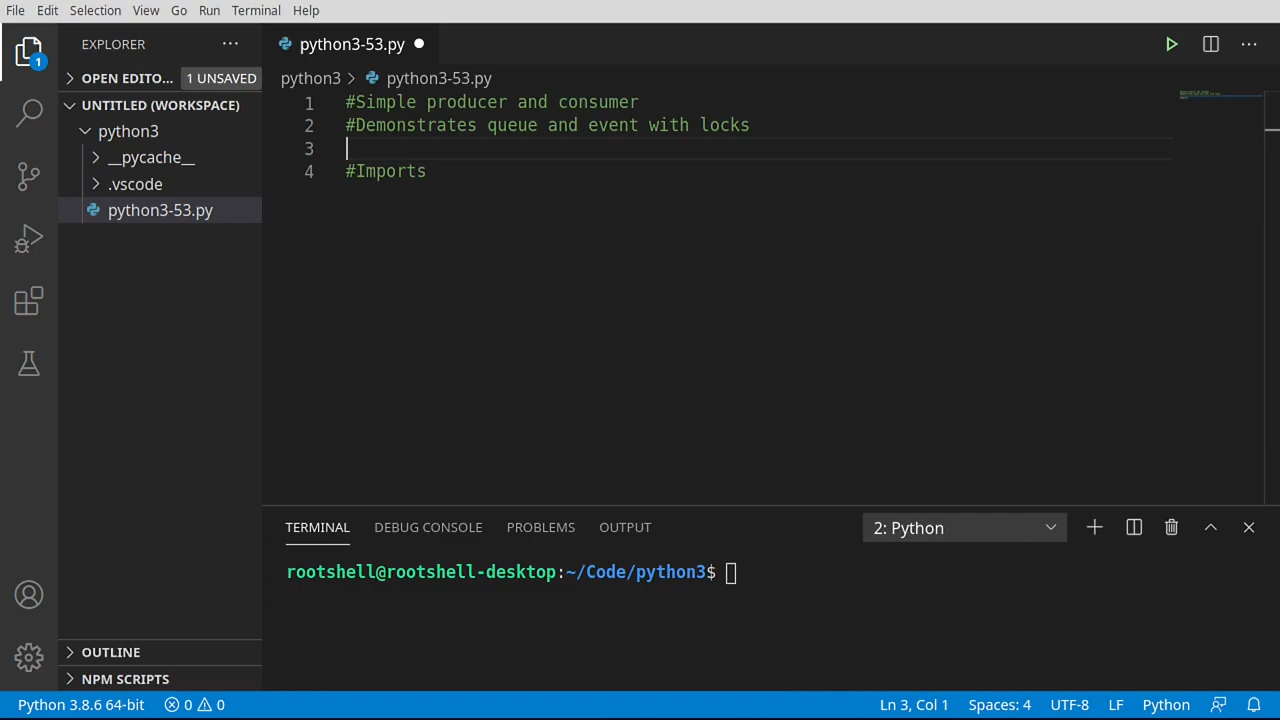 File Edit Selection View Go Run Terminal Help
EXPLORER
python3-53.py
1
OPEN EDITO... 1 UNSAVED
python3 > python3-53.py
UNTITLED (WORKSPACE)
python3
__pycache__
.vscode
python3-53.py
1 #Simple producer and consumer
2 #Demonstrates queue and event with locks
3
4 #Imports
TERMINAL DEBUG CONSOLE PROBLEMS OUTPUT 2: Python
rootshell@rootshell-desktop:~/Code/python3$
OUTLINE
NPM SCRIPTS
Python 3.8.6 64-bit 0 0 Ln 3, Col 1 Spaces: 4 UTF-8 LF Python